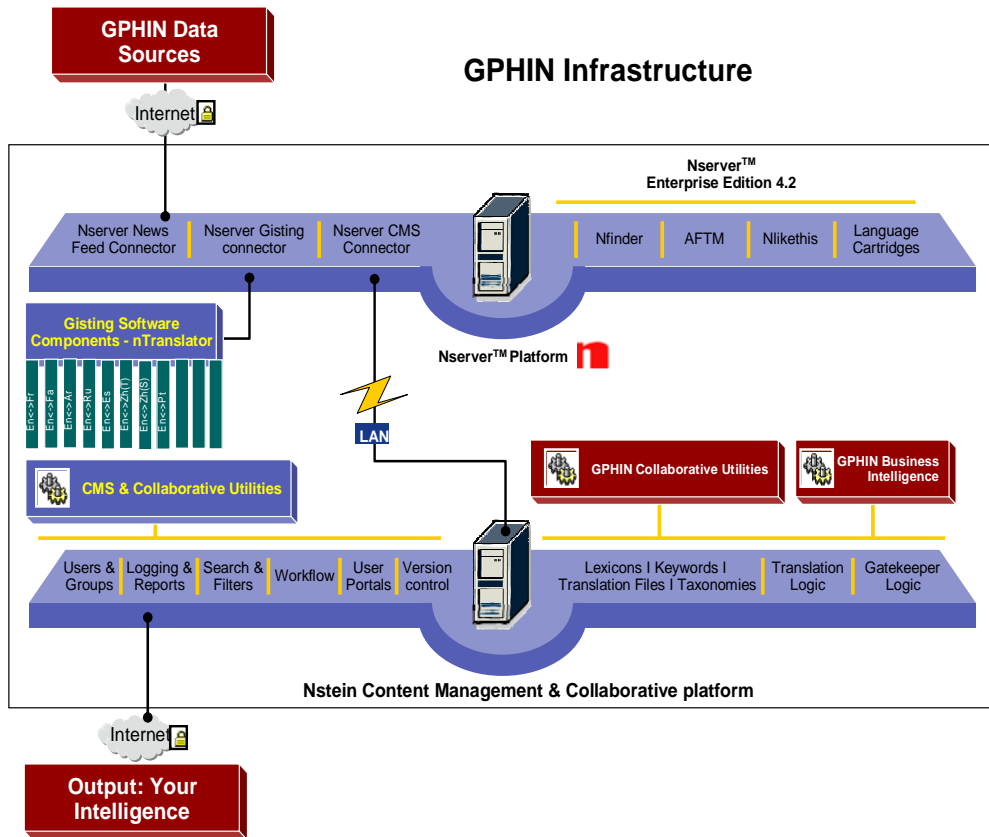 GPHIN Data
Sources
GPHIN Infrastructure
Internet
Nserver™
Enterprise Edition 4.2
Nserver News
Feed Connector
Nserver Gisting
connector
Nserver CMS
Connector
Nfinder
AFTM
Nlikethis
Language
Cartridges
Gisting Software
Components - nTranslator
Nserver™ Platform
n
En<->Fr
En<->Fa
En<->Ar
En<->Ru
En<->Es
En<->Zh(T)
En<->Zh(S)
En<->Pt
LAN
CMS & Collaborative Utilities
GPHIN Collaborative Utilities
GPHIN Business
Intelligence
Users &
Groups
Logging &
Reports
Search &
Filters
Workflow
User
Portals
Version
control
Lexicons I Keywords I
Translation Files I Taxonomies
Translation
Logic
Gatekeeper
Logic
Nstein Content Management & Collaborative platform
Internet
Output: Your
Intelligence